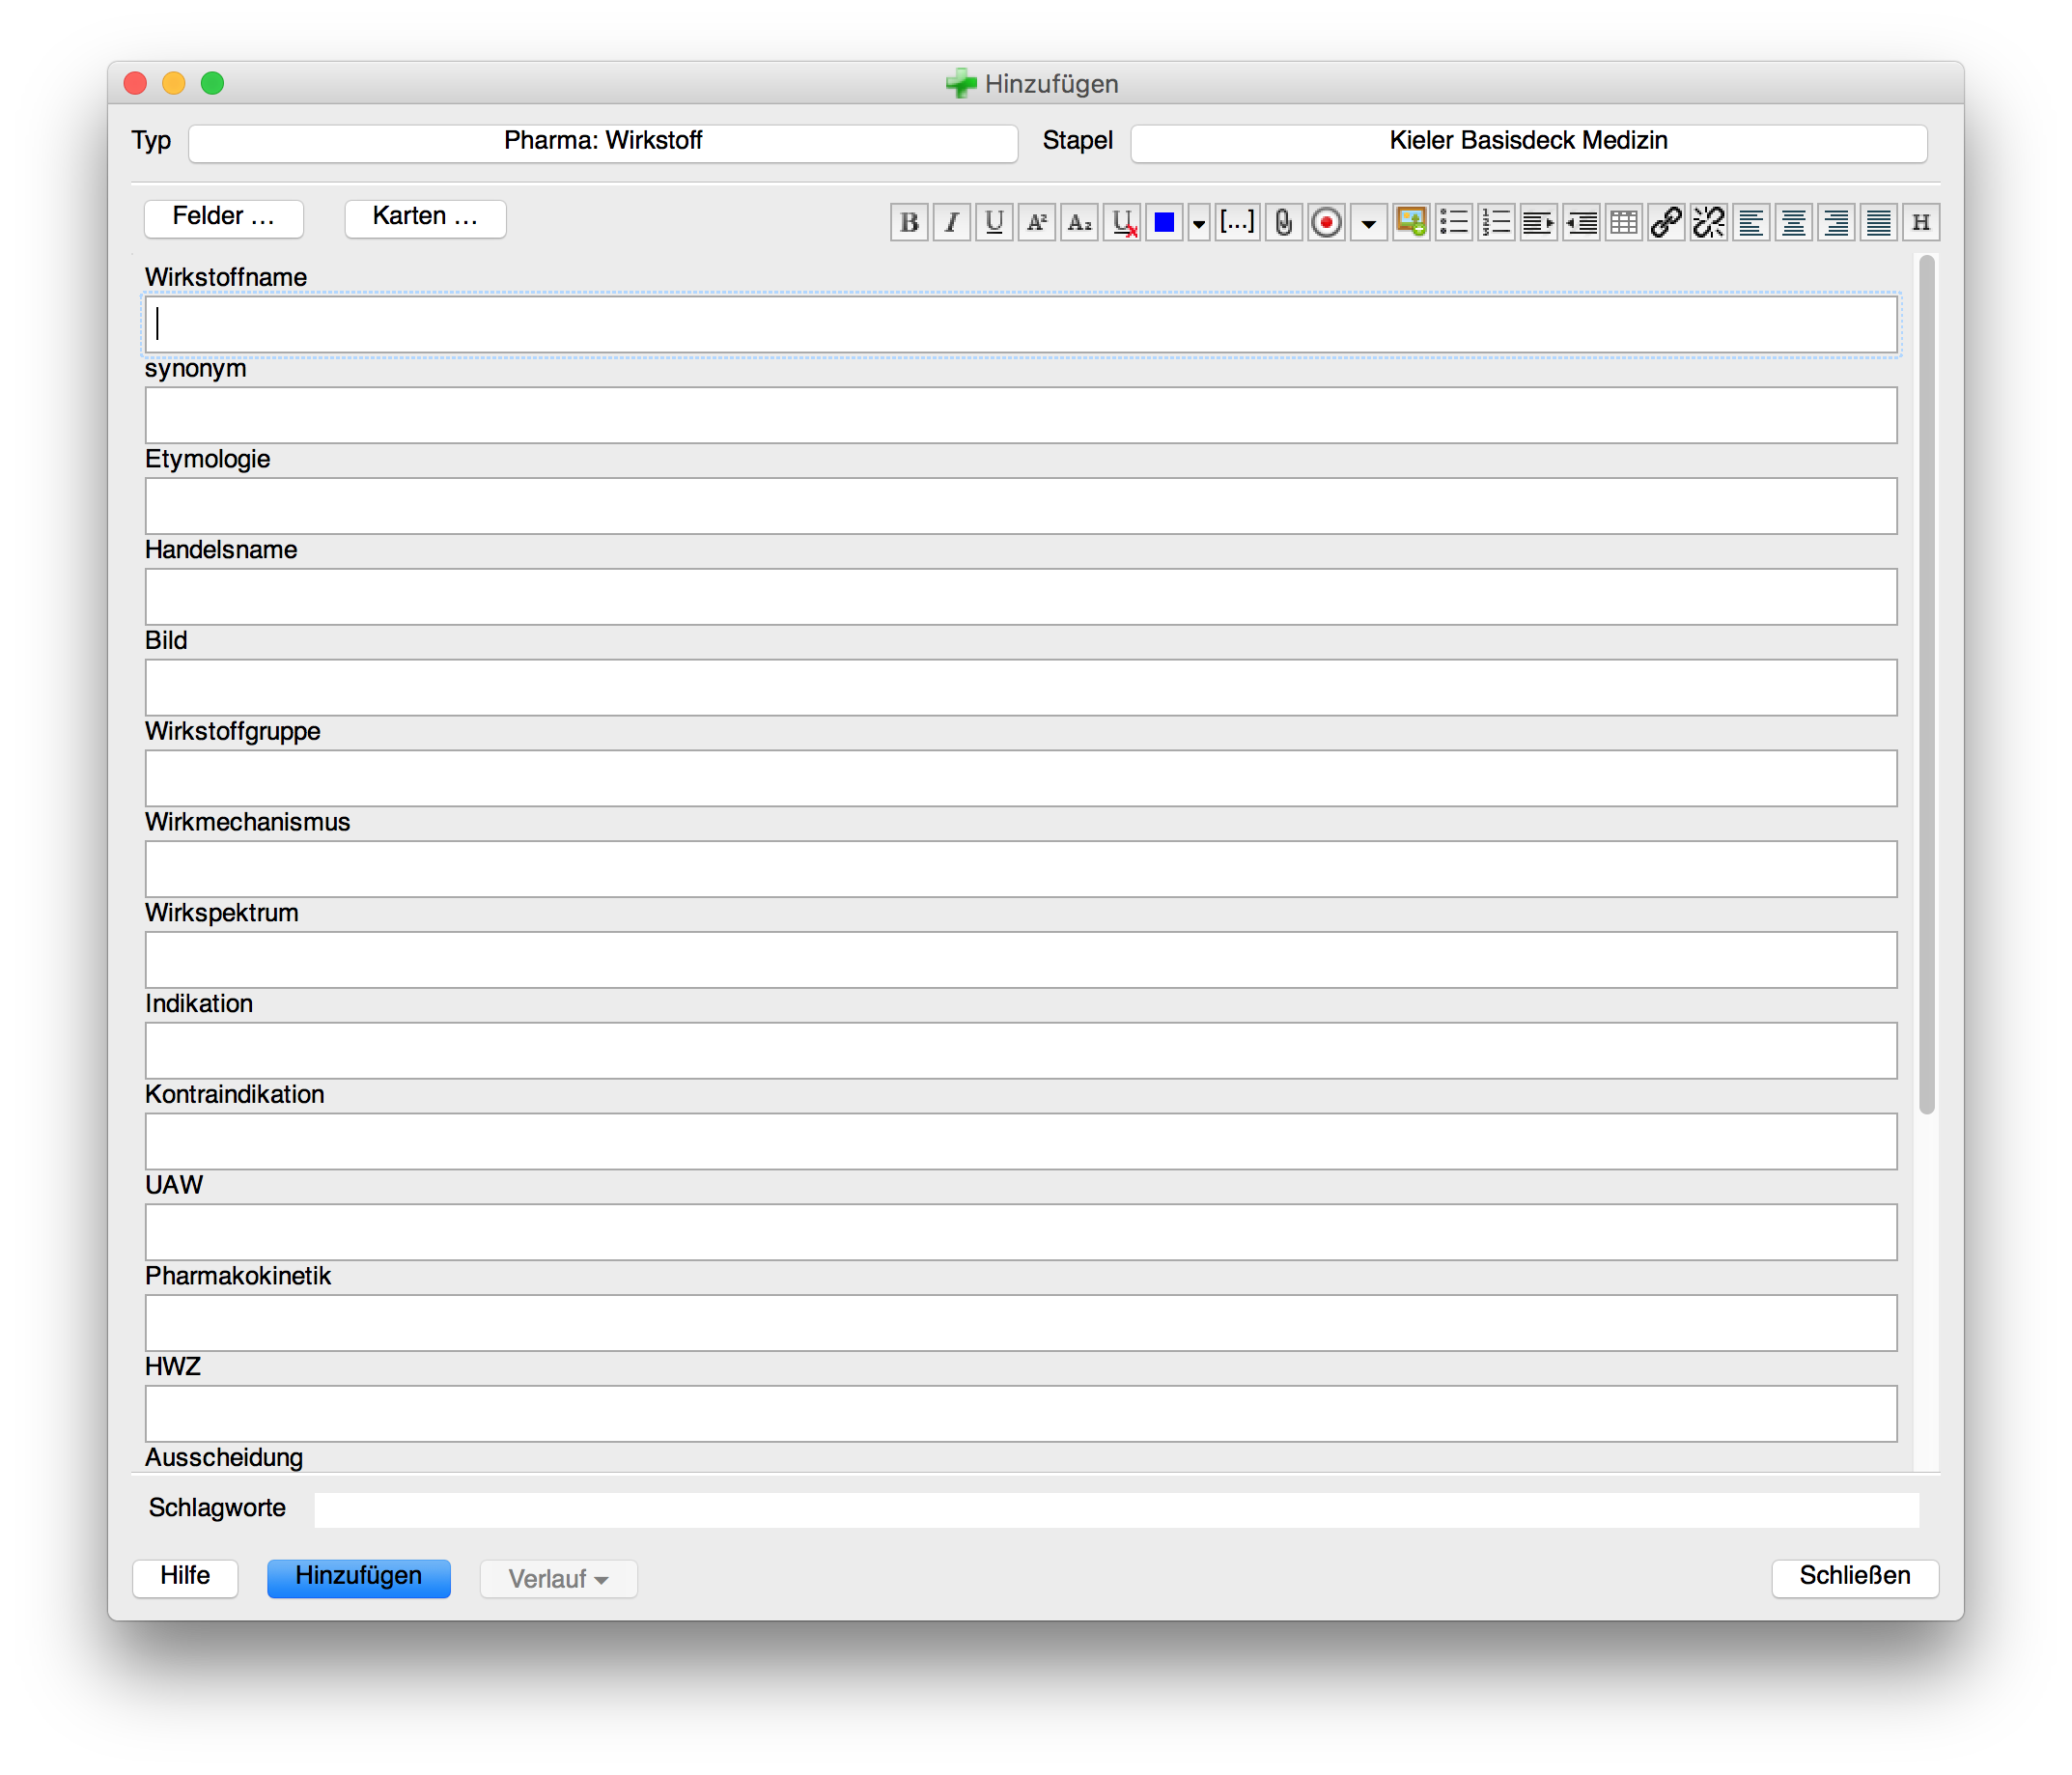 Hinzufügen
Typ Pharma: Wirkstoff Stapel Kieler Basisdeck Medizin
Felder ... Karten ... B I U A² A₂ U [...] H
Wirkstoffname
synonym
Etymologie
Handelsname
Bild
Wirkstoffgruppe
Wirkmechanismus
Wirkspektrum
Indikation
Kontraindikation
UAW
Pharmakokinetik
HWZ
Ausscheidung
Schlagworte
Hilfe Hinzufügen Verlauf Schließen